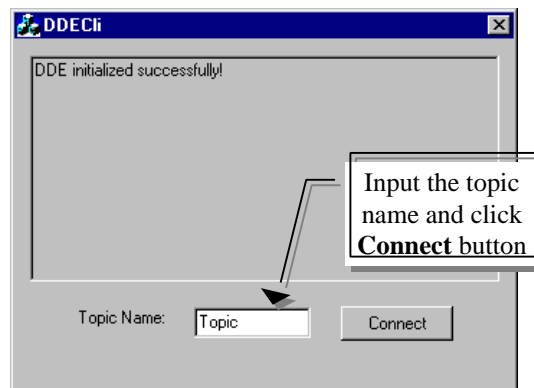 DDECli
DDE initialized successfully!
Input the topic
name and click
Connect button
Topic Name:
Topic
Connect